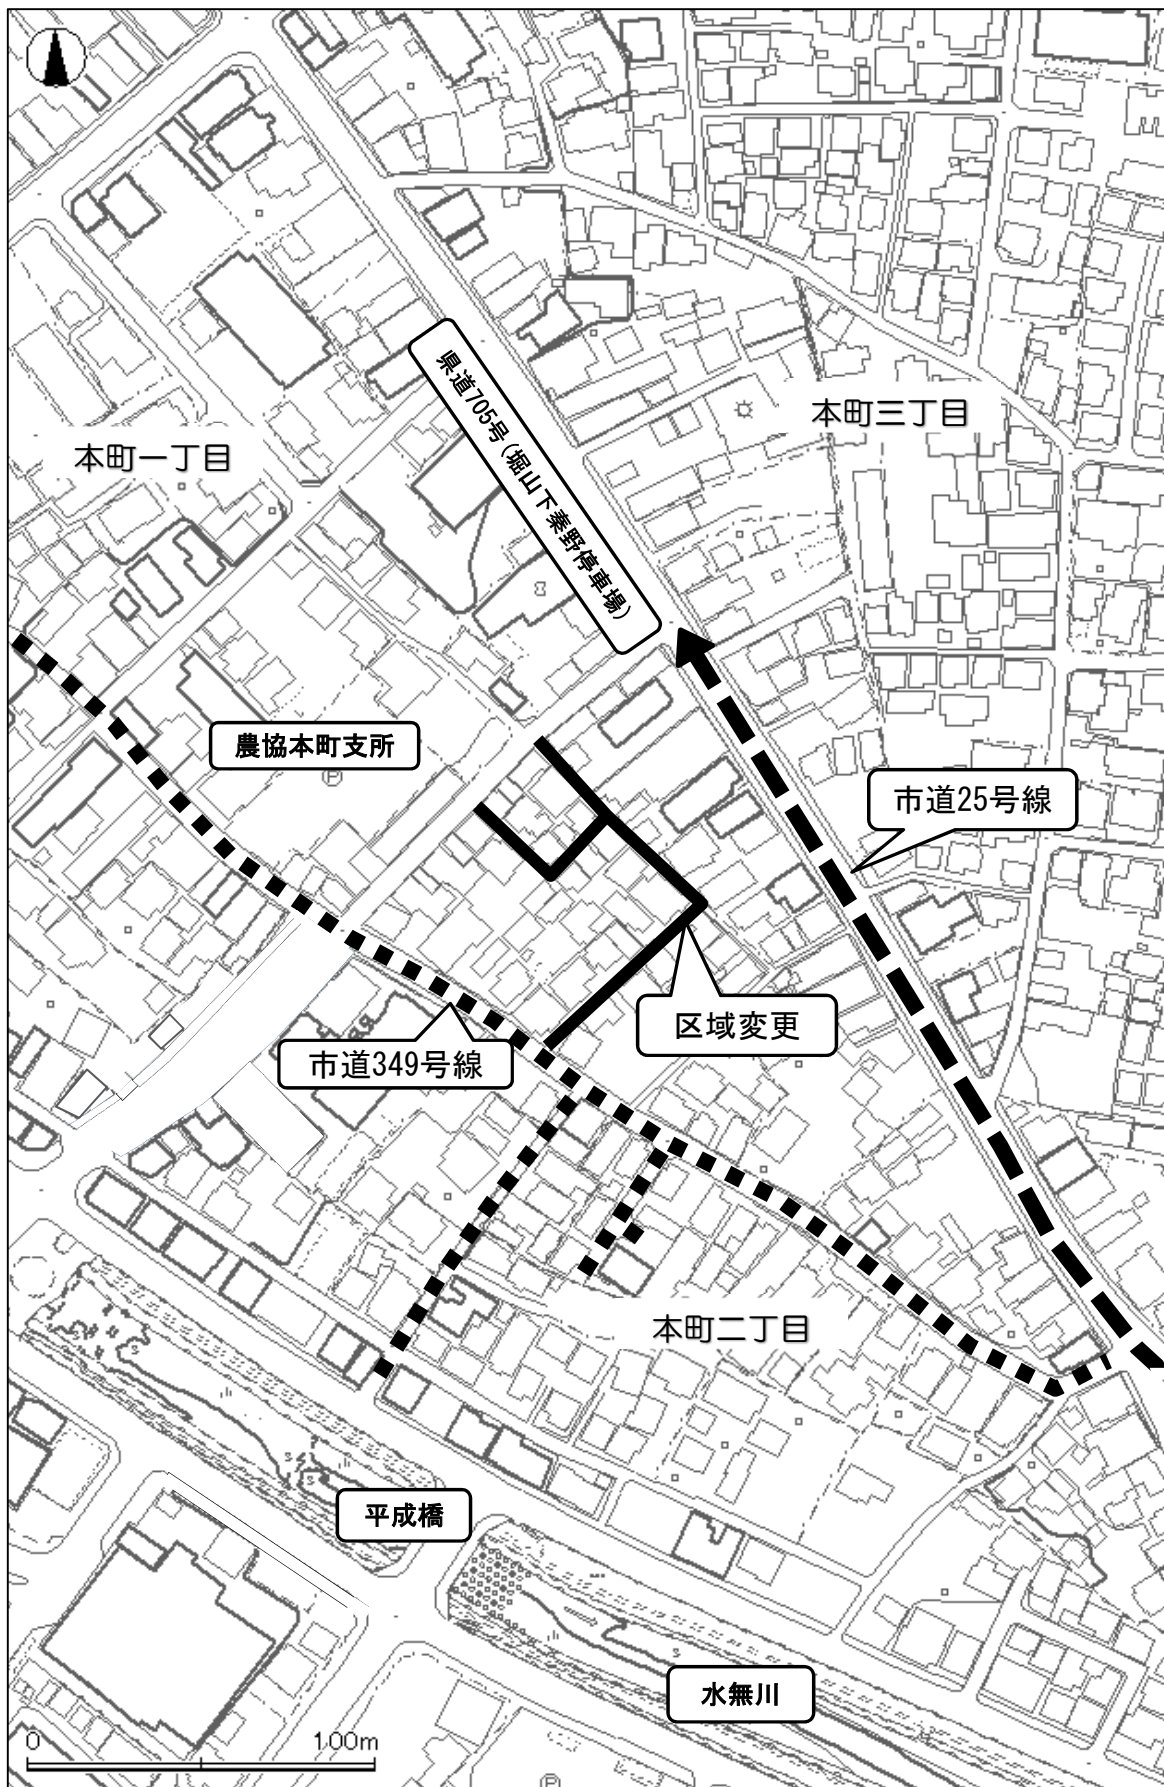 県道705号(堀山下秦野停車場)
本町三丁目
本町一丁目
農協本町支所
P
市道25号線
区域変更
市道349号線
本町二丁目
平成橋
水無川
0
100m
P